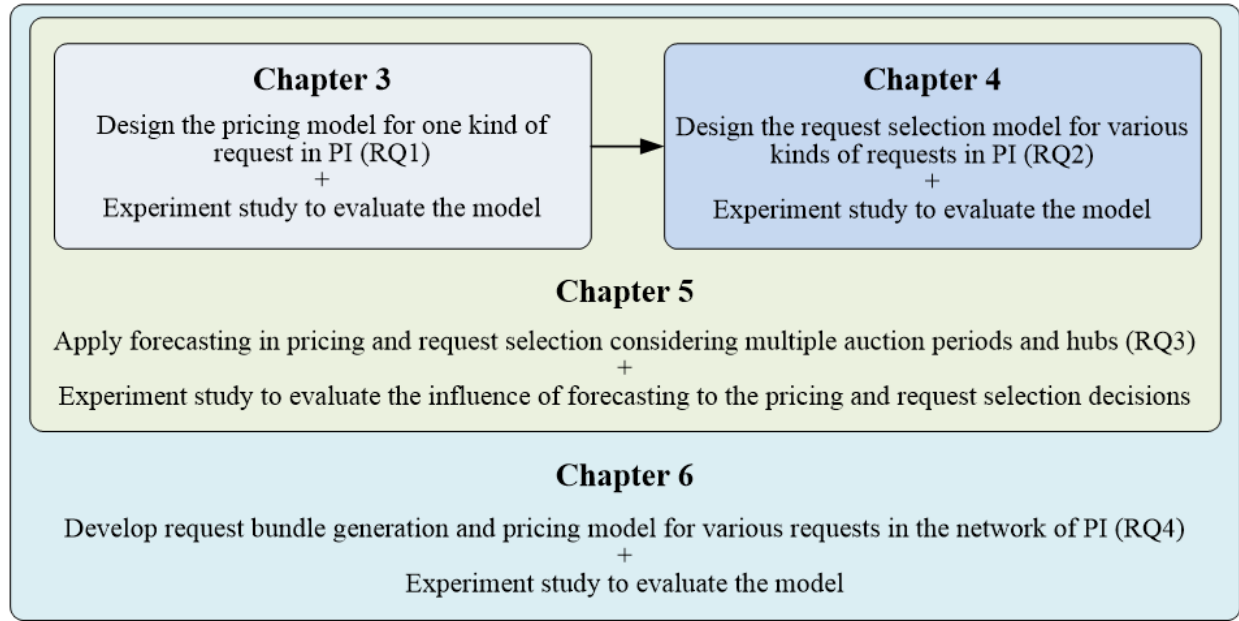 Chapter 3
Design the pricing model for one kind of
request in PI (RQ1)
+
Experiment study to evaluate the model
Chapter 4
Design the request selection model for various
kinds of requests in PI (RQ2)
+
Experiment study to evaluate the model
Chapter 5
Apply forecasting in pricing and request selection considering multiple auction periods and hubs (RQ3)
+
Experiment study to evaluate the influence of forecasting to the pricing and request selection decisions
Chapter 6
Develop request bundle generation and pricing model for various requests in the network of PI (RQ4)
+
Experiment study to evaluate the model